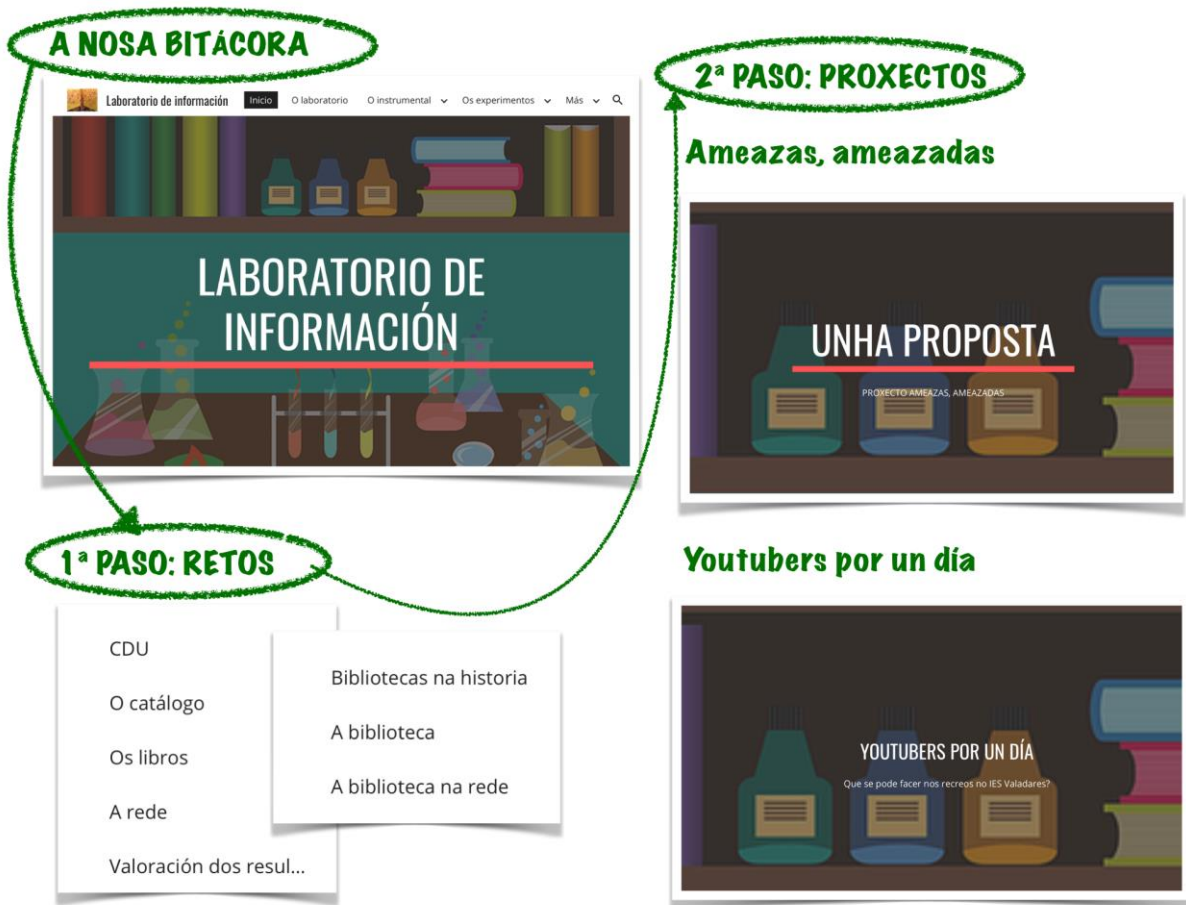 A NOSA BITÁCORA
Laboratorio de información Inicio O laboratorio O instrumental Os experimentos Más
LABORATORIO DE
INFORMACIÓN
1ª PASO: RETOS
CDU
O catálogo
Os libros
A rede
Valoración dos resul...
Bibliotecas na historia
A biblioteca
A biblioteca na rede
2ª PASO: PROXECTOS
Ameazas, ameazadas
UNHA PROPOSTA
PROXECTO AMEAZAS, AMEAZADAS
Youtubers por un día
YOUTUBERS POR UN DÍA
Que se pode facer nos recreos no IES Valadares?